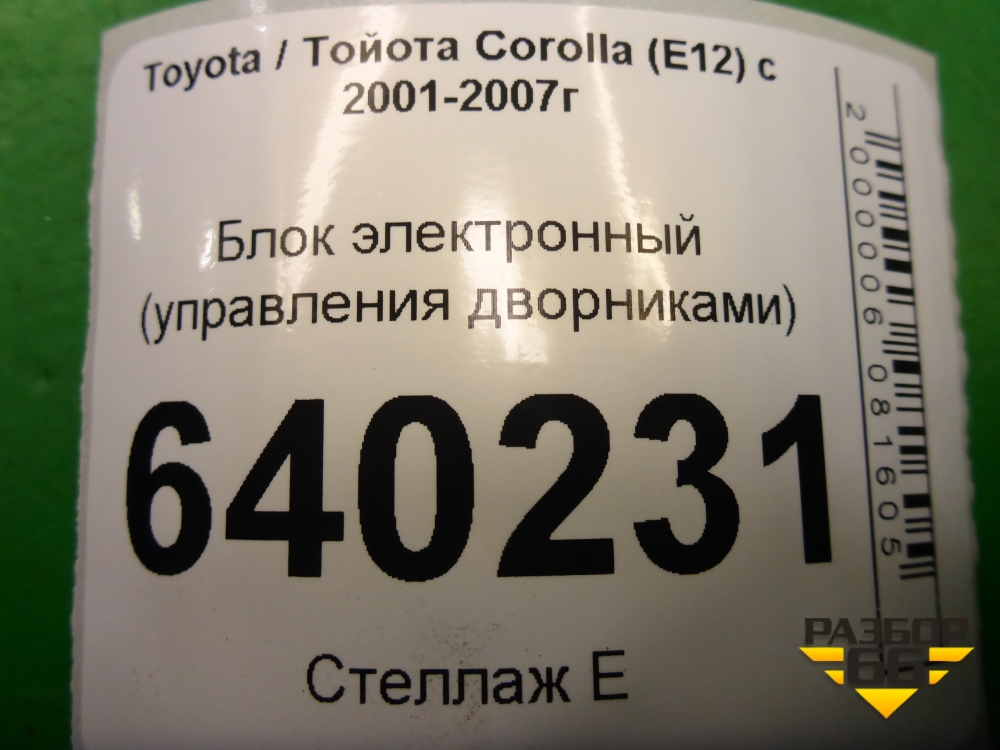 Toyota / Тойота Corolla (E12) с
2001-2007г
Блок электронный
(управления дворниками)
640231
Стеллаж Е
2000006081605
РАЗБОР
66